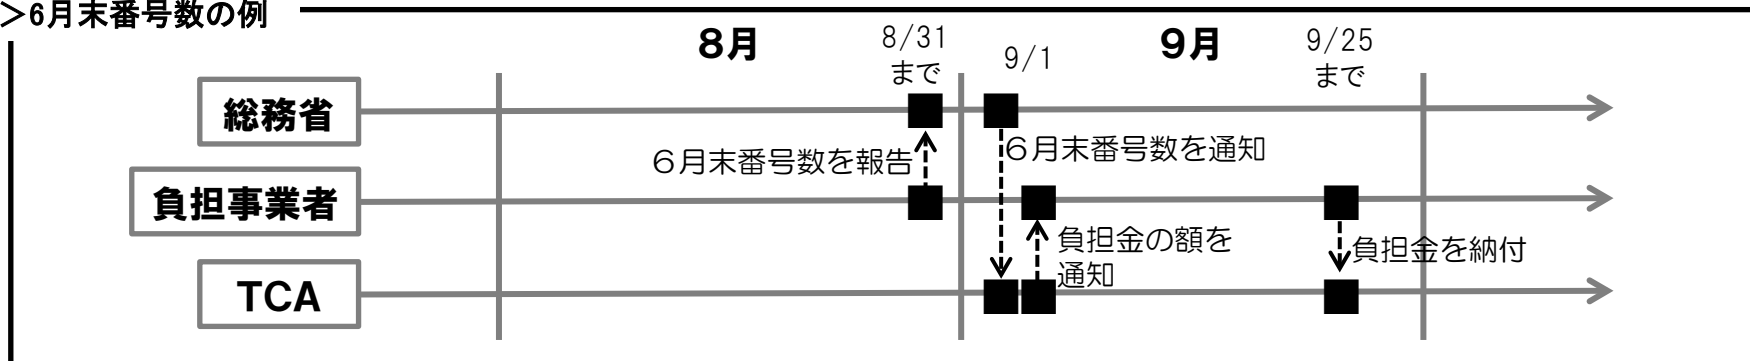 ＞6月末番号数の例
8月
8/31
まで
9/1
9月
9/25
まで
総務省
６月末番号数を報告
６月末番号数を通知
負担事業者
負担金の額を
通知
負担金を納付
TCA